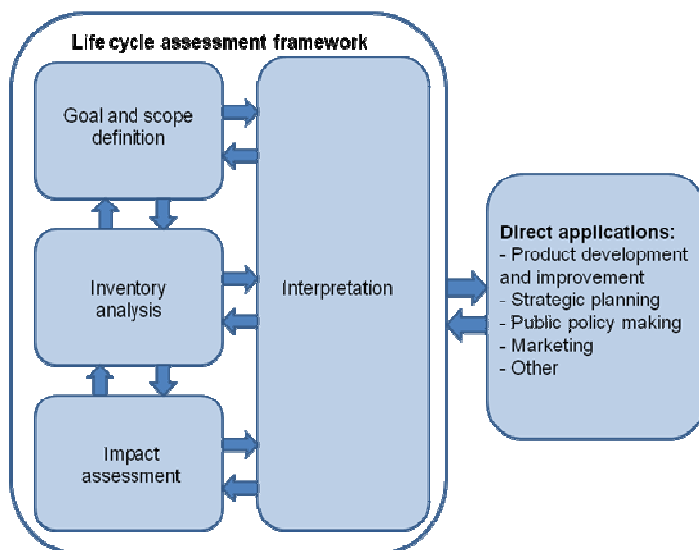 Life cycle assessment framework
Goal and scope
definition
Inventory
analysis
Impact
assessment
Interpretation
Direct applications:
- Product development
and improvement
- Strategic planning
- Public policy making
- Marketing
- Other